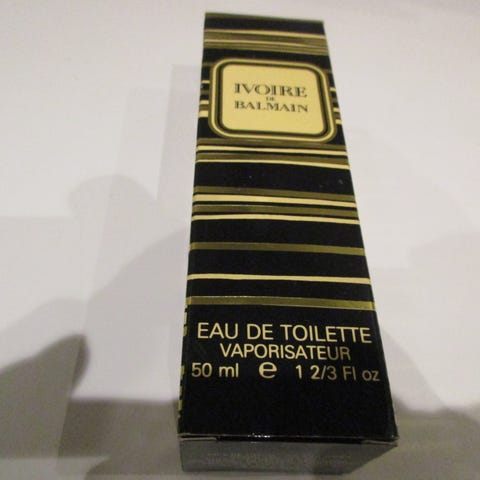 IVOIRE
DE
BALMAIN
EAU DE TOILETTE
VAPORISATEUR
50 ml ℮ 1 2/3 Fl oz